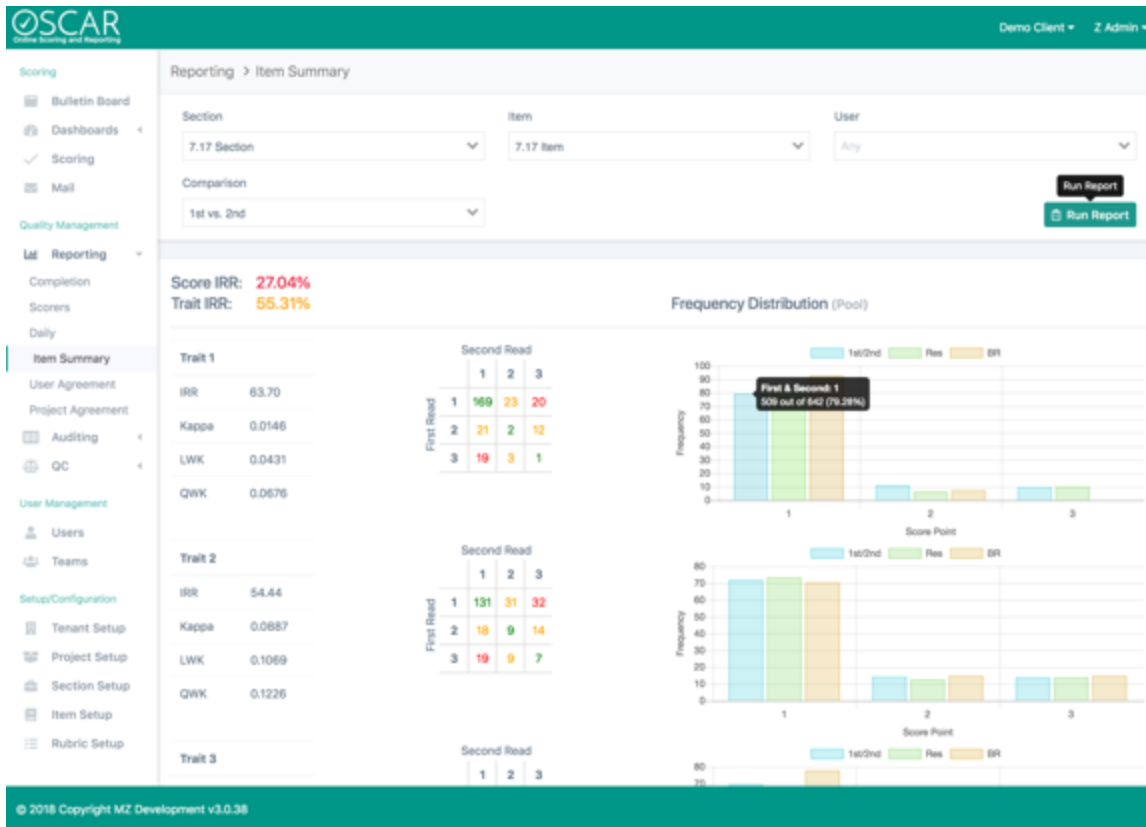 OSCAR
Online Scoring and Reporting
Demo Client
Z Admin
Scoring
Bulletin Board
Dashboards
Scoring
Mail
Quality Management
Reporting
Completion
Scorers
Daily
Item Summary
User Agreement
Project Agreement
Auditing
QC
User Management
Users
Teams
Setup/Configuration
Tenant Setup
Project Setup
Section Setup
Item Setup
Rubric Setup
Reporting > Item Summary
Section Item User
7.17 Section 7.17 Item Any
Comparison
1st vs. 2nd
Run Report
Run Report
Score IRR: 27.04%
Trait IRR: 55.31%
Frequency Distribution (Pool)
Trait 1
IRR 63.70
Kappa 0.0146
LWK 0.0431
QWK 0.0676
Second Read
1 2 3
First Read
1 169 23 20
2 21 2 12
3 19 3 1
1st/2nd Res BR
100
90
80
70
60
50
40
30
20
10
0
Frequency
First & Second: 1
509 out of 642 (79.28%)
1 2 3
Score Point
Trait 2
IRR 54.44
Kappa 0.0887
LWK 0.1069
QWK 0.1226
Second Read
1 2 3
First Read
1 131 31 32
2 18 9 14
3 19 9 7
1st/2nd Res BR
80
70
60
50
40
30
20
10
0
Frequency
1 2 3
Score Point
Trait 3
Second Read
1 2 3
1st/2nd Res BR
80
70
© 2018 Copyright MZ Development v3.0.38